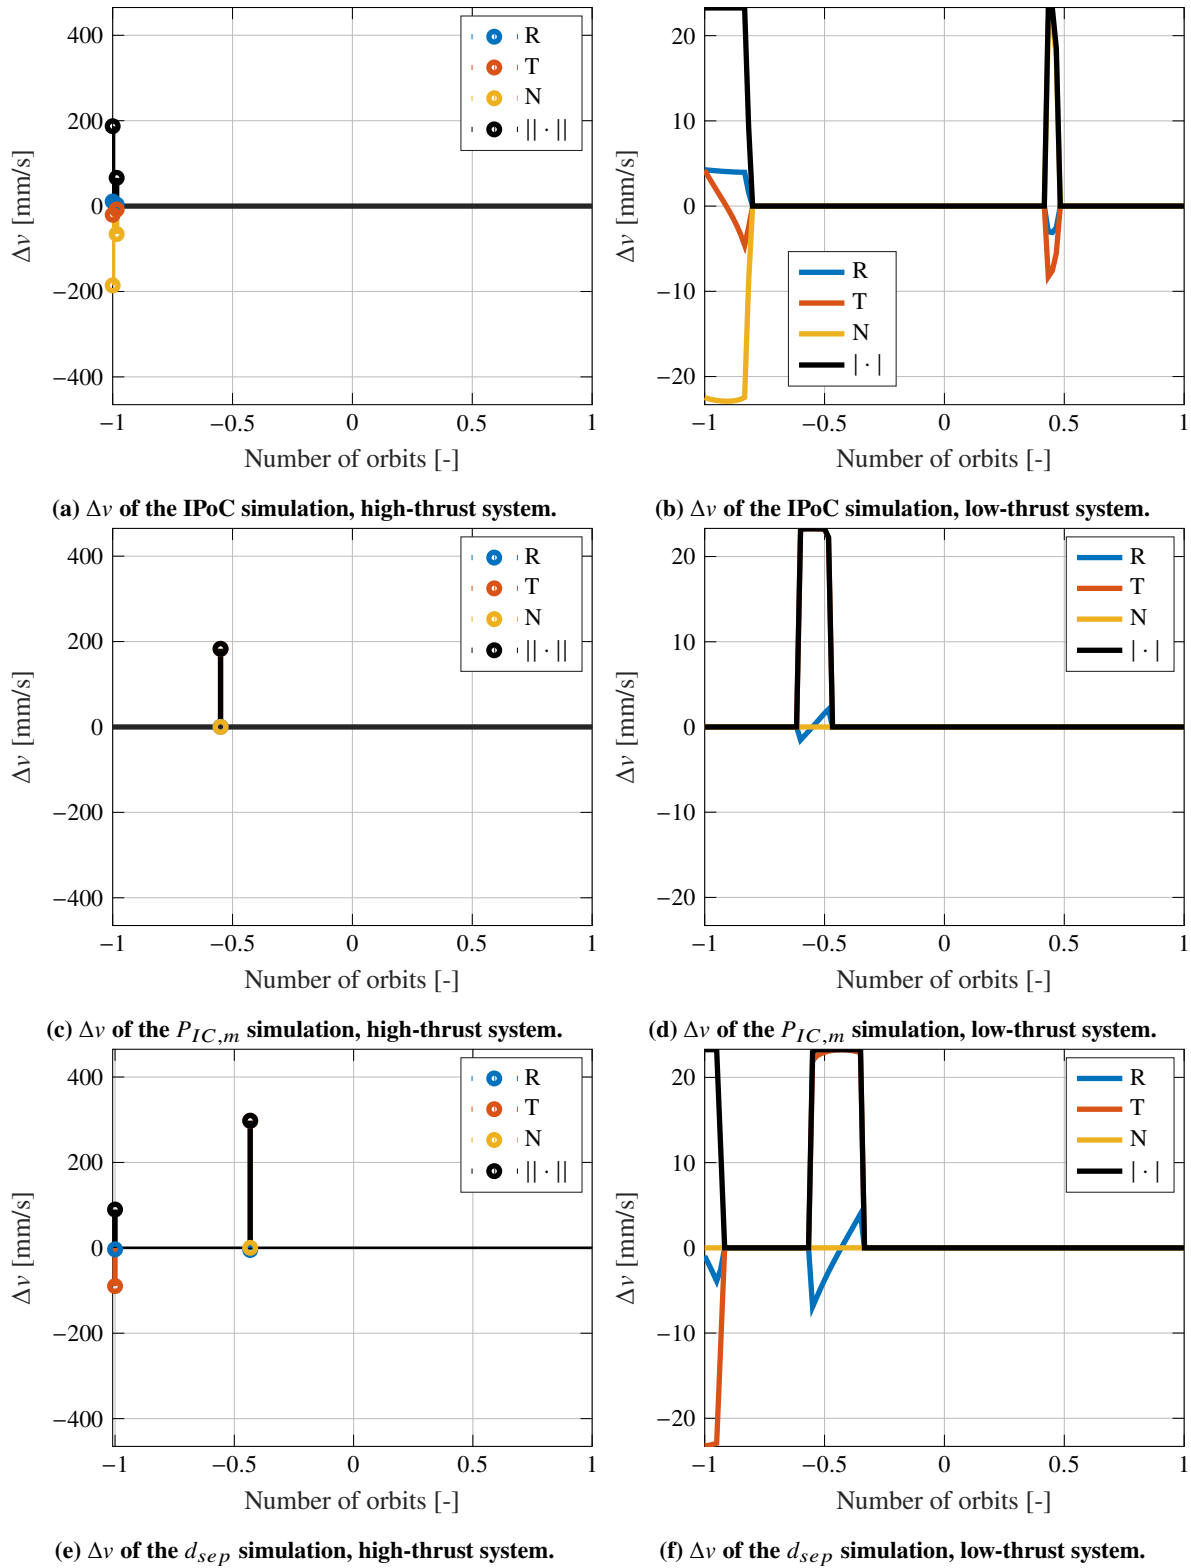 400
200
0
−200
−400
Δv [mm/s]
−1 −0.5 0 0.5 1
Number of orbits [-]
R
T
N
|| · ||
20
10
0
−10
−20
Δv [mm/s]
−1 −0.5 0 0.5 1
Number of orbits [-]
R
T
N
| · |
(a) Δv of the IPoC simulation, high-thrust system.
(b) Δv of the IPoC simulation, low-thrust system.
400
200
0
−200
−400
Δv [mm/s]
−1 −0.5 0 0.5 1
Number of orbits [-]
R
T
N
|| · ||
20
10
0
−10
−20
Δv [mm/s]
−1 −0.5 0 0.5 1
Number of orbits [-]
R
T
N
| · |
(c) Δv of the P_{IC,m} simulation, high-thrust system.
(d) Δv of the P_{IC,m} simulation, low-thrust system.
400
200
0
−200
−400
Δv [mm/s]
−1 −0.5 0 0.5 1
Number of orbits [-]
R
T
N
|| · ||
20
10
0
−10
−20
Δv [mm/s]
−1 −0.5 0 0.5 1
Number of orbits [-]
R
T
N
| · |
(e) Δv of the d_{sep} simulation, high-thrust system.
(f) Δv of the d_{sep} simulation, low-thrust system.